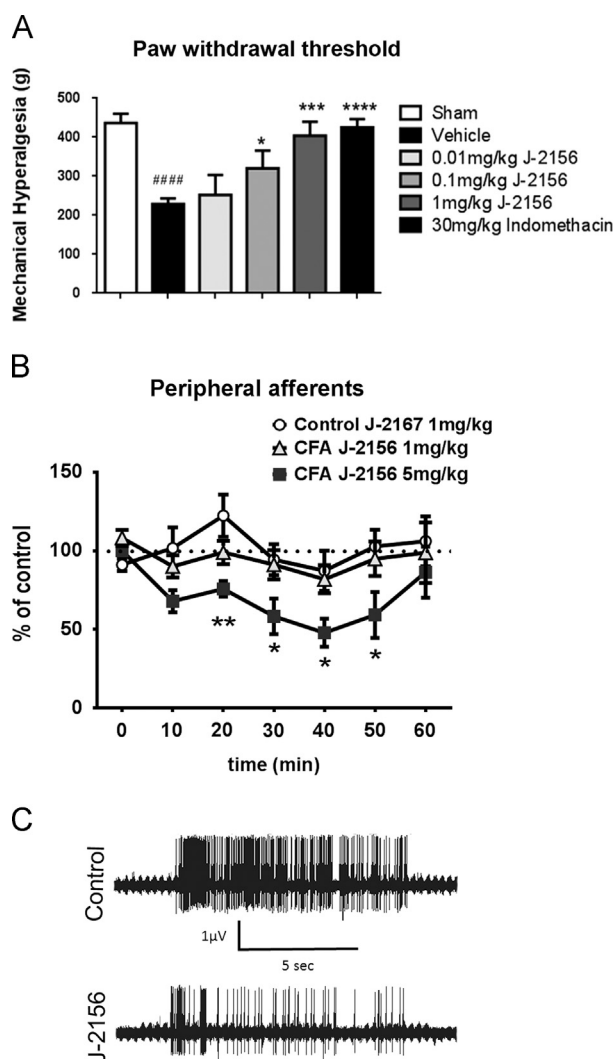 A
Paw withdrawal threshold
Mechanical Hyperalgesia (g)
500
400
300
200
100
0
####
*
***
****
Sham
Vehicle
0.01mg/kg J-2156
0.1mg/kg J-2156
1mg/kg J-2156
30mg/kg Indomethacin
B
Peripheral afferents
Control J-2167 1mg/kg
CFA J-2156 1mg/kg
CFA J-2156 5mg/kg
% of control
150
100
50
0
**
*
*
*
0 10 20 30 40 50 60
time (min)
C
Control
1µV
5 sec
J-2156